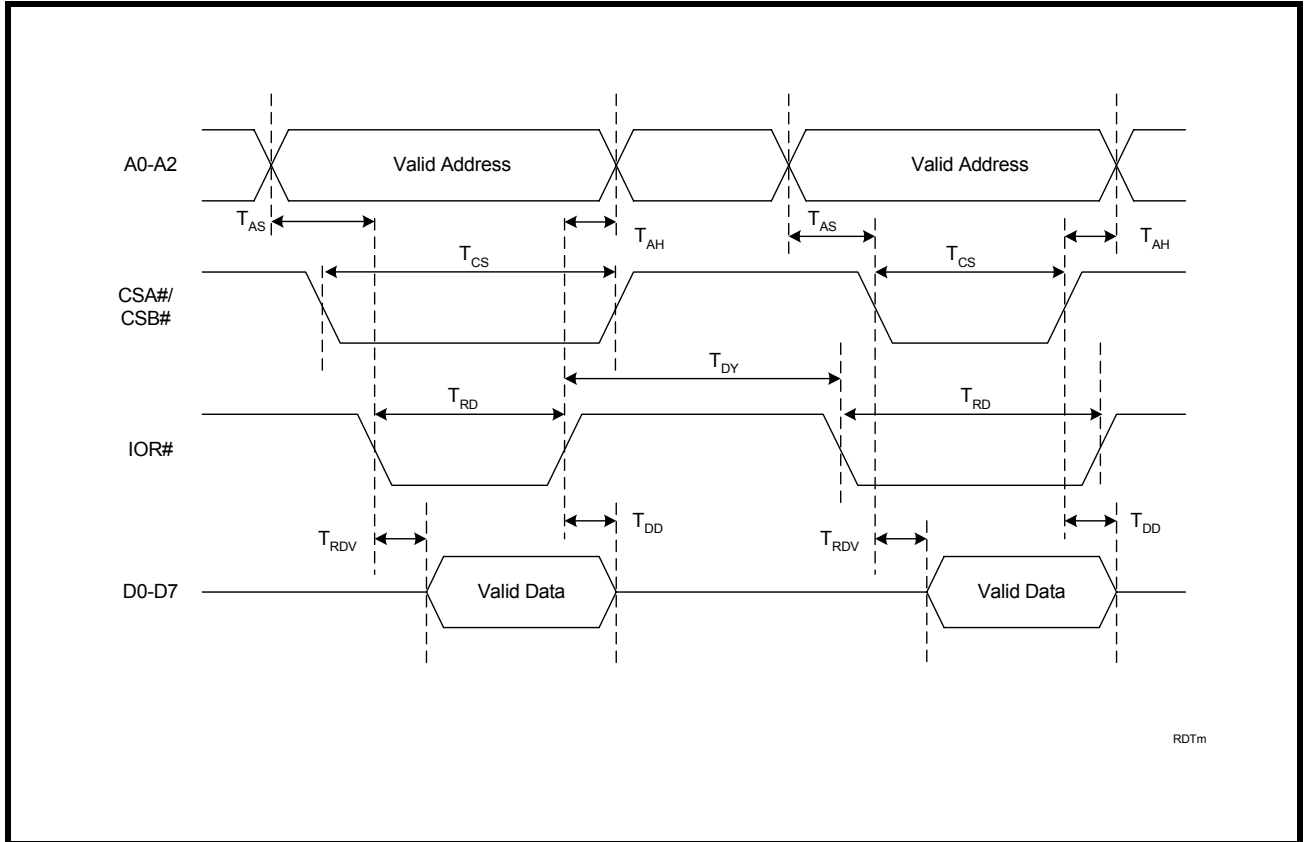 A0-A2
Valid Address
Valid Address
TAS
TAH
TAS
TAH
TCS
TCS
CSA#/
CSB#
TDY
TRD
TRD
IOR#
TRDV
TDD
TRDV
TDD
D0-D7
Valid Data
Valid Data
RDTm